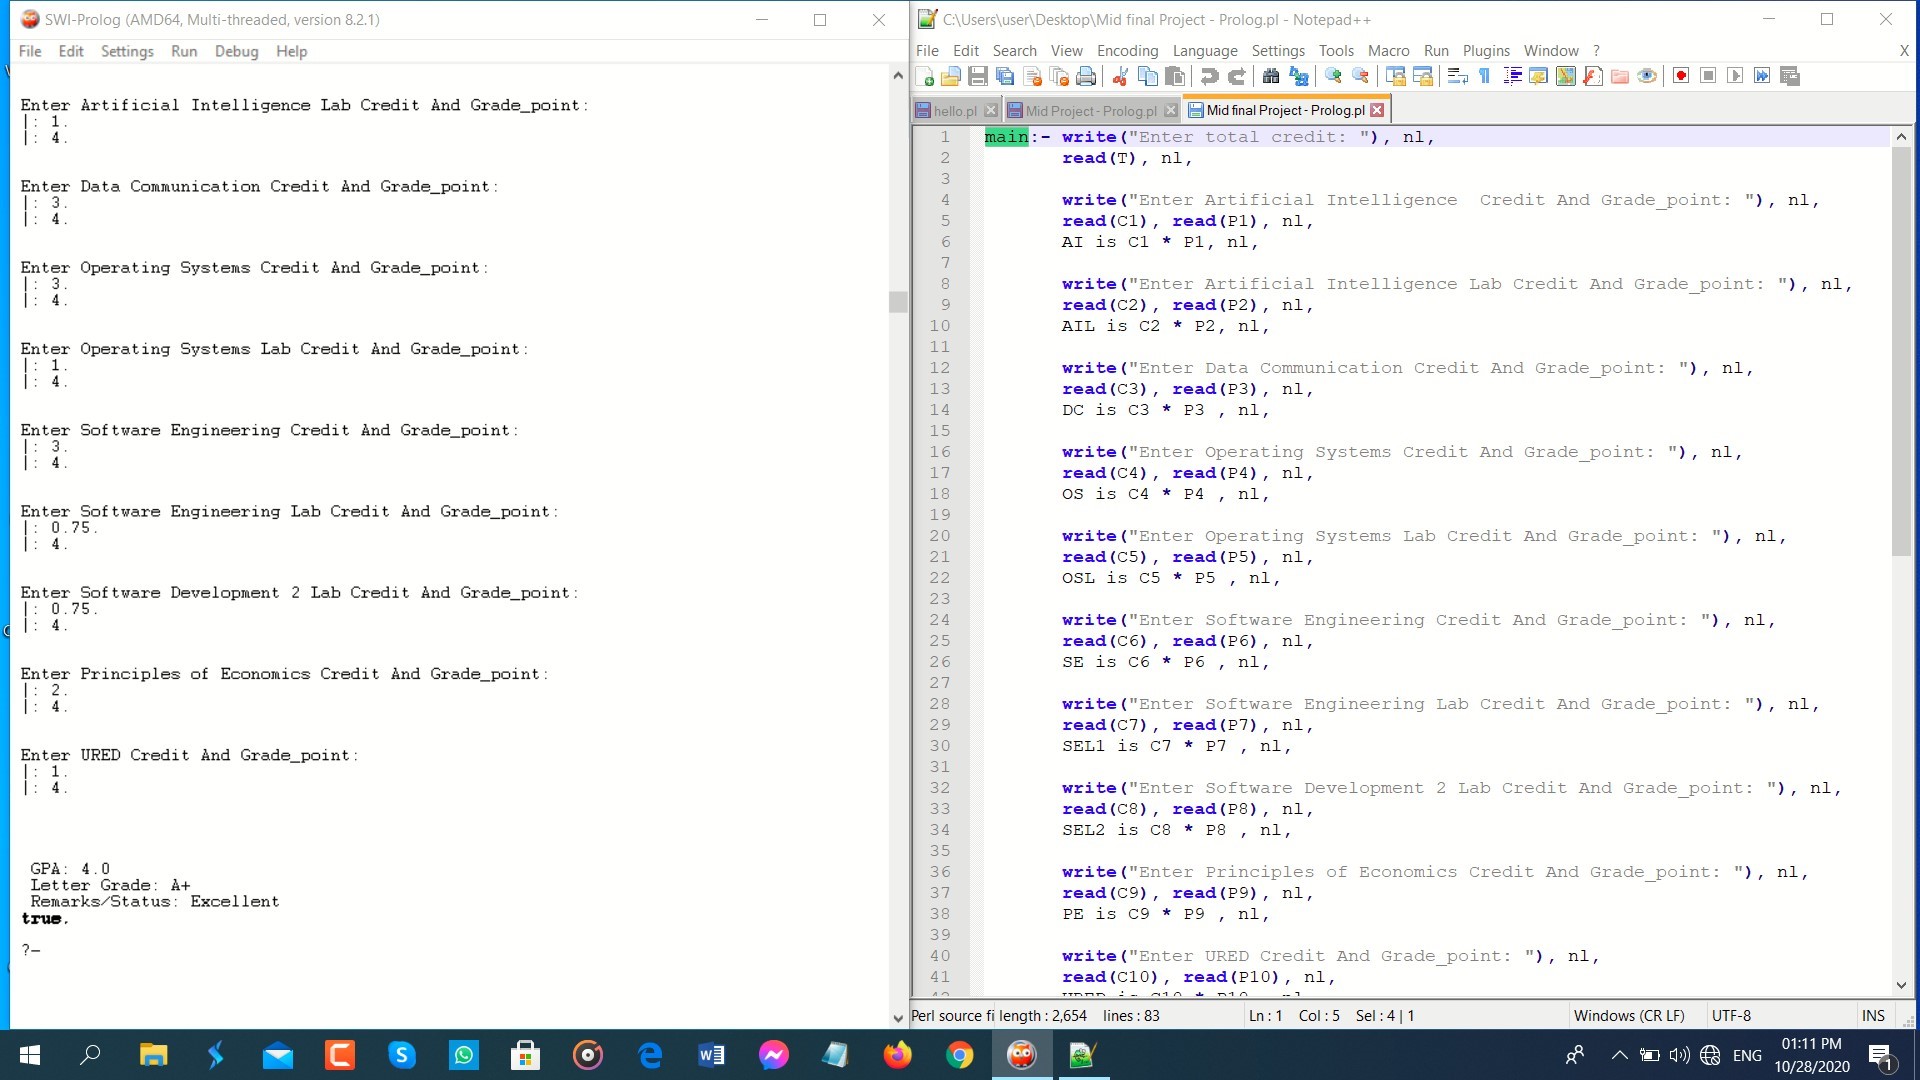 SWI-Prolog (AMD64, Multi-threaded, version 8.2.1)
File Edit Settings Run Debug Help
Enter Artificial Intelligence Lab Credit And Grade_point:
|: 1.
|: 4.
Enter Data Communication Credit And Grade_point:
|: 3.
|: 4.
Enter Operating Systems Credit And Grade_point:
|: 3.
|: 4.
Enter Operating Systems Lab Credit And Grade_point:
|: 1.
|: 4.
Enter Software Engineering Credit And Grade_point:
|: 3.
|: 4.
Enter Software Engineering Lab Credit And Grade_point:
|: 0.75.
|: 4.
Enter Software Development 2 Lab Credit And Grade_point:
|: 0.75.
|: 4.
Enter Principles of Economics Credit And Grade_point:
|: 2.
|: 4.
Enter URED Credit And Grade_point:
|: 1.
|: 4.
GPA: 4.0
Letter Grade: A+
Remarks/Status: Excellent
true.
?-
C:\Users\user\Desktop\Mid final Project - Prolog.pl - Notepad++
File Edit Search View Encoding Language Settings Tools Macro Run Plugins Window ? X
hello.pl Mid Project - Prolog.pl Mid final Project - Prolog.pl
1 main:- write("Enter total credit: "), nl,
2 read(T), nl,
3
4 write("Enter Artificial Intelligence  Credit And Grade_point: "), nl,
5 read(C1), read(P1), nl,
6 AI is C1 * P1, nl,
7
8 write("Enter Artificial Intelligence Lab Credit And Grade_point: "), nl,
9 read(C2), read(P2), nl,
10 AIL is C2 * P2, nl,
11
12 write("Enter Data Communication Credit And Grade_point: "), nl,
13 read(C3), read(P3), nl,
14 DC is C3 * P3 , nl,
15
16 write("Enter Operating Systems Credit And Grade_point: "), nl,
17 read(C4), read(P4), nl,
18 OS is C4 * P4 , nl,
19
20 write("Enter Operating Systems Lab Credit And Grade_point: "), nl,
21 read(C5), read(P5), nl,
22 OSL is C5 * P5 , nl,
23
24 write("Enter Software Engineering Credit And Grade_point: "), nl,
25 read(C6), read(P6), nl,
26 SE is C6 * P6 , nl,
27
28 write("Enter Software Engineering Lab Credit And Grade_point: "), nl,
29 read(C7), read(P7), nl,
30 SEL1 is C7 * P7 , nl,
31
32 write("Enter Software Development 2 Lab Credit And Grade_point: "), nl,
33 read(C8), read(P8), nl,
34 SEL2 is C8 * P8 , nl,
35
36 write("Enter Principles of Economics Credit And Grade_point: "), nl,
37 read(C9), read(P9), nl,
38 PE is C9 * P9 , nl,
39
40 write("Enter URED Credit And Grade_point: "), nl,
41 read(C10), read(P10), nl,
Perl source fi length : 2,654 lines : 83 Ln : 1 Col : 5 Sel : 4 | 1 Windows (CR LF) UTF-8 INS
ENG 01:11 PM
10/28/2020 1